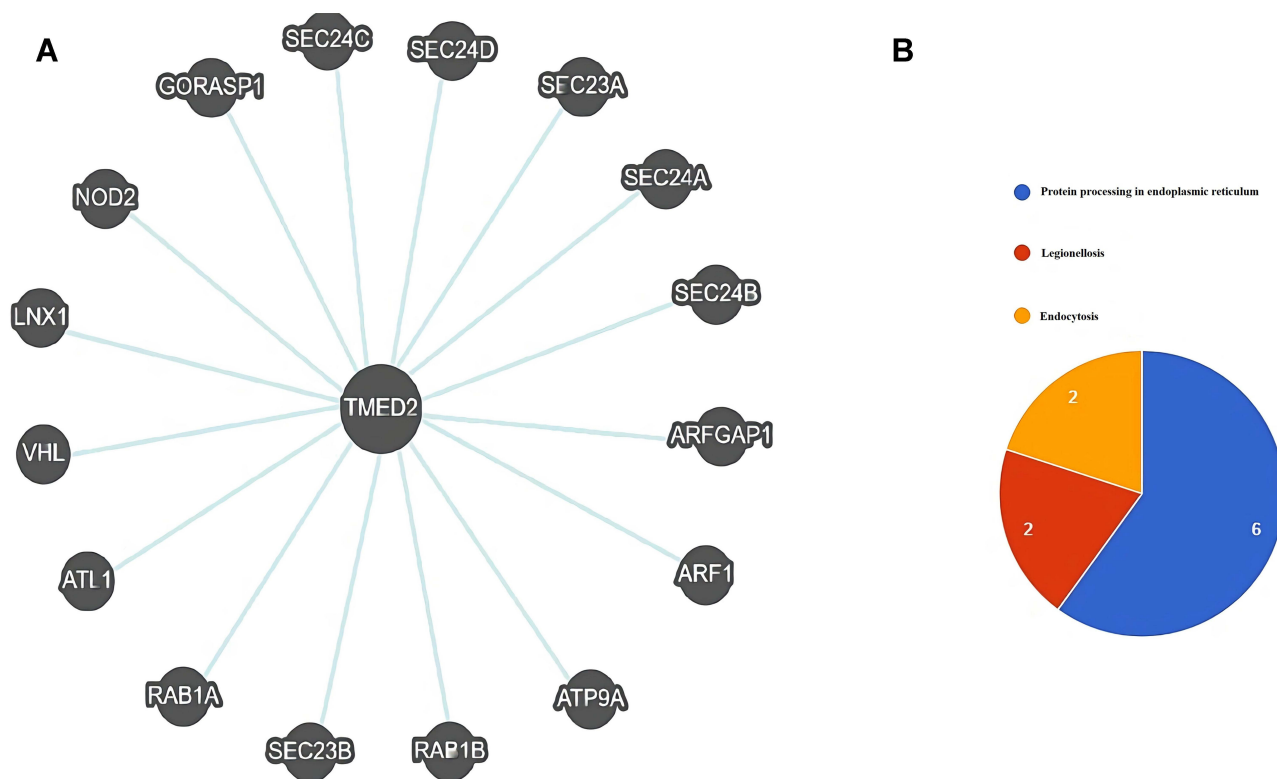 A
B
SEC24C
SEC24D
GORASP1
SEC23A
SEC24A
NOD2
SEC24B
LNX1
TMED2
ARFGAP1
VHL
ARF1
ATL1
RAB1A
ATP9A
SEC23B
RAP1B
Protein processing in endoplasmic reticulum
Legionellosis
Endocytosis
2
2
6